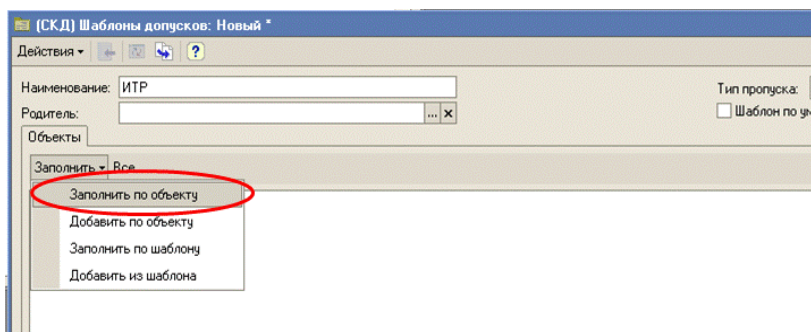 (СКД) Шаблоны допусков: Новый *
Действия
Наименование: ИТР
Тип пропуска:
Родитель:
Шаблон по
Объекты
Заполнить Все
Заполнить по объекту
Добавить по объекту
Заполнить по шаблону
Добавить из шаблона